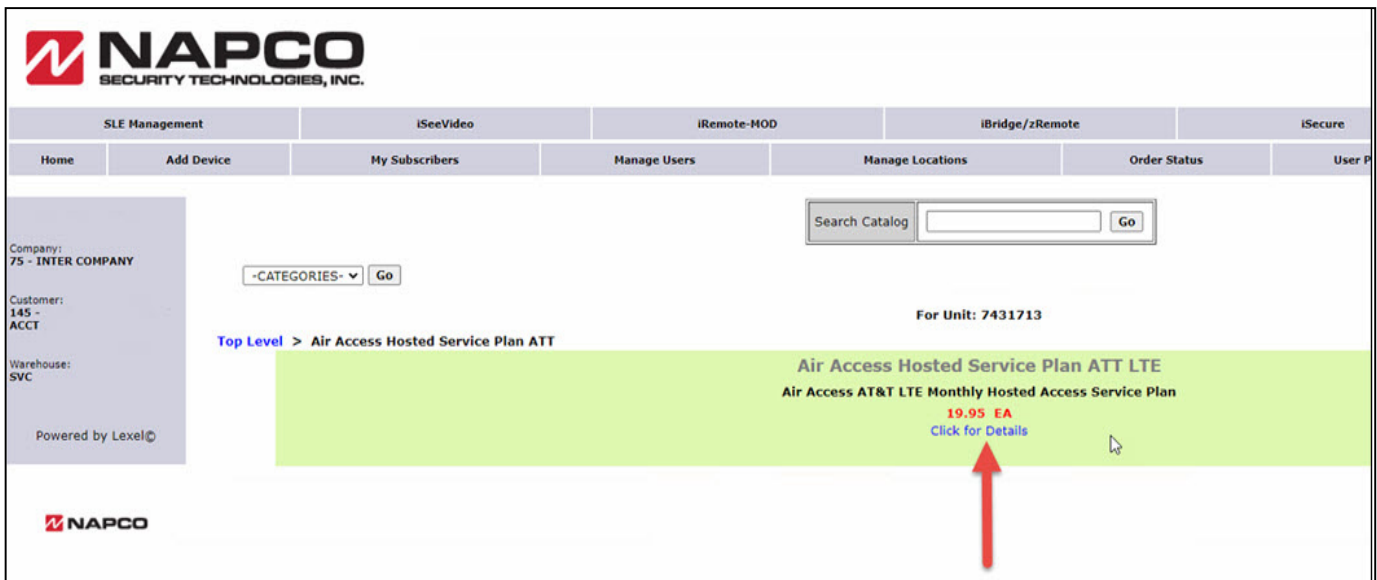 NAPCO
SECURITY TECHNOLOGIES, INC.
SLE Management iSeeVideo iRemote-MOD iBridge/zRemote iSecure
Home Add Device My Subscribers Manage Users Manage Locations Order Status User P
Search Catalog Go
Company:
75 - INTER COMPANY
-CATEGORIES- Go
Customer:
145 -
ACCT
For Unit: 7431713
Top Level > Air Access Hosted Service Plan ATT
Warehouse:
SVC
Air Access Hosted Service Plan ATT LTE
Air Access AT&T LTE Monthly Hosted Access Service Plan
19.95 EA
Click for Details
Powered by Lexel©
NAPCO